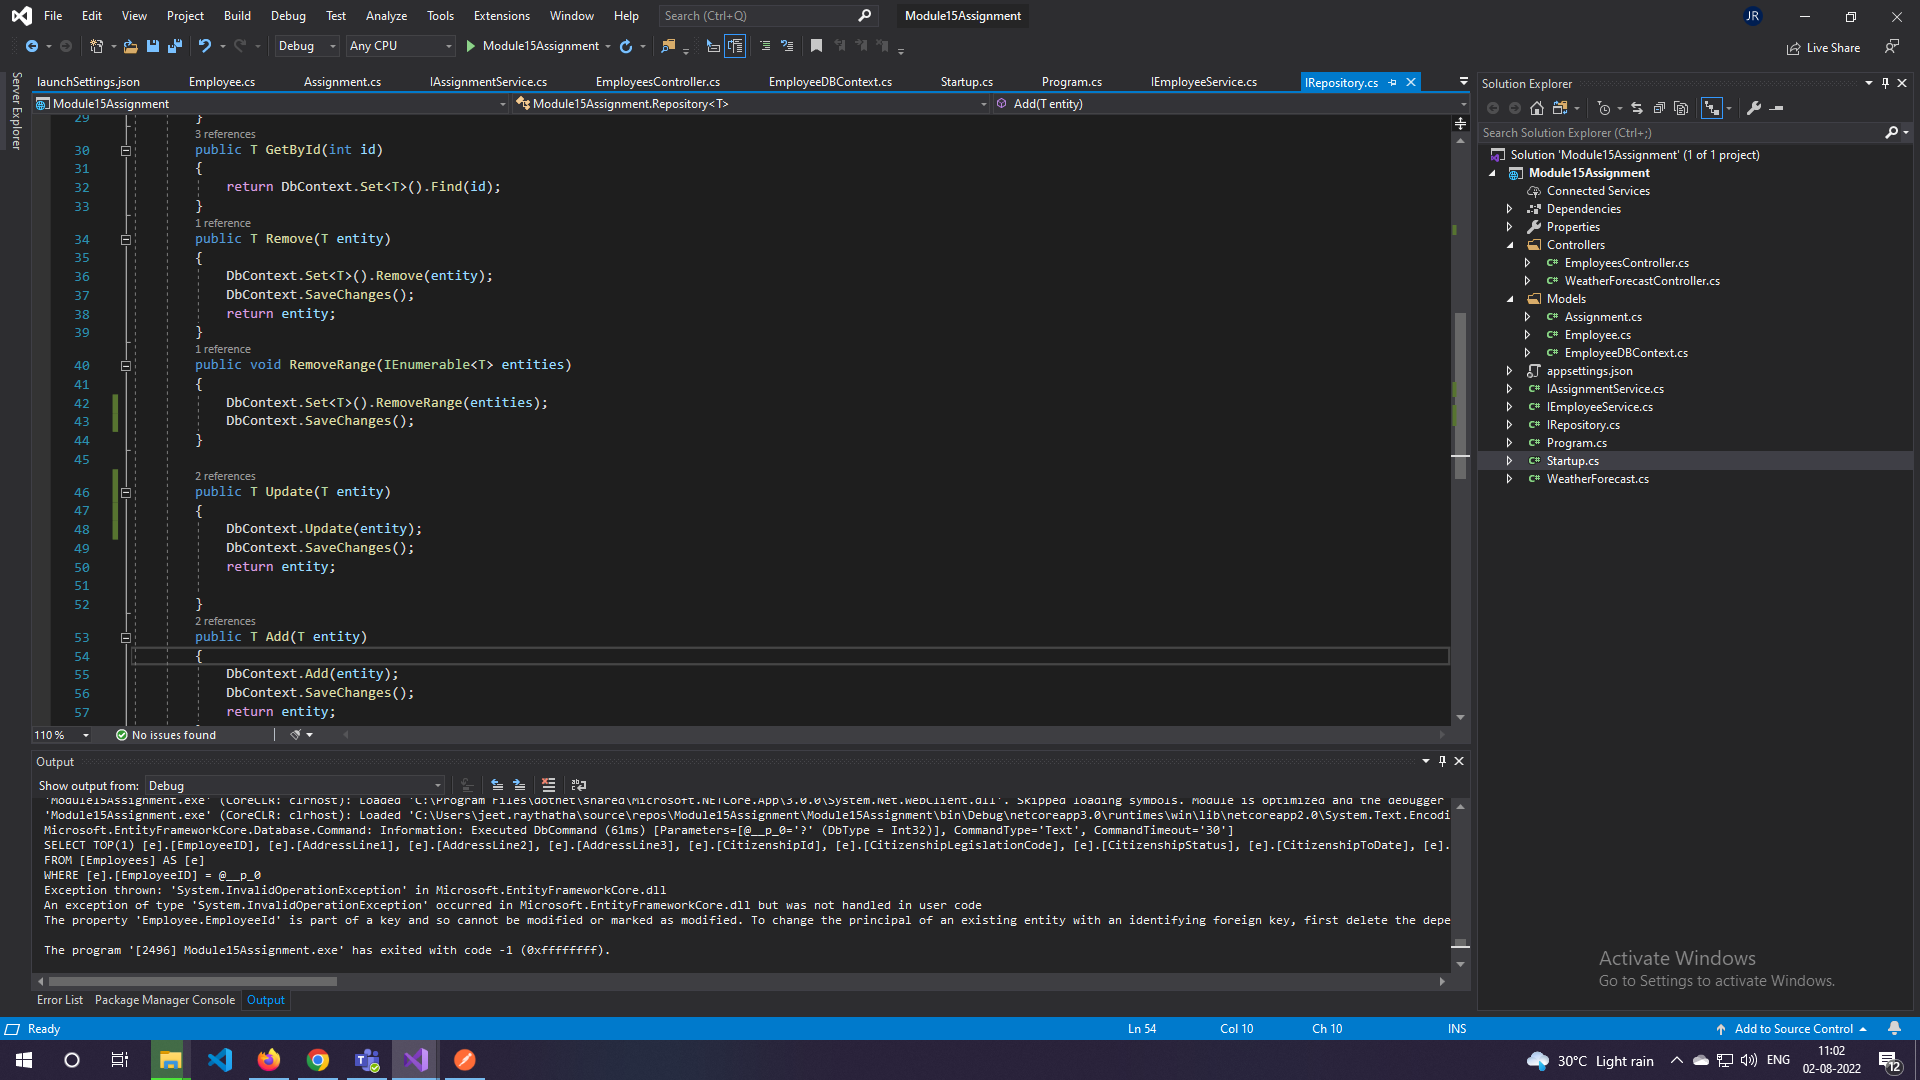 File Edit View Project Build Debug Test Analyze Tools Extensions Window Help Search (Ctrl+Q) Module15Assignment JR
Debug Any CPU Module15Assignment Live Share
Server Explorer
launchSettings.json Employee.cs Assignment.cs IAssignmentService.cs EmployeesController.cs EmployeeDBContext.cs Startup.cs Program.cs IEmployeeService.cs IRepository.cs
Module15Assignment Module15Assignment.Repository<T> Add(T entity)
29 }
3 references
30 public T GetById(int id)
31 {
32 return DbContext.Set<T>().Find(id);
33 }
1 reference
34 public T Remove(T entity)
35 {
36 DbContext.Set<T>().Remove(entity);
37 DbContext.SaveChanges();
38 return entity;
39 }
1 reference
40 public void RemoveRange(IEnumerable<T> entities)
41 {
42 DbContext.Set<T>().RemoveRange(entities);
43 DbContext.SaveChanges();
44 }
45
2 references
46 public T Update(T entity)
47 {
48 DbContext.Update(entity);
49 DbContext.SaveChanges();
50 return entity;
51
52 }
2 references
53 public T Add(T entity)
54 {
55 DbContext.Add(entity);
56 DbContext.SaveChanges();
57 return entity;
110 % No issues found
Output
Show output from: Debug
'Module15Assignment.exe' (CoreCLR: clrhost): Loaded 'C:\Program Files\dotnet\shared\Microsoft.NETCore.App\3.0.0\System.Net.WebClient.dll'. Skipped loading symbols. Module is optimized and the debugger
'Module15Assignment.exe' (CoreCLR: clrhost): Loaded 'C:\Users\jeet.raythatha\source\repos\Module15Assignment\Module15Assignment\bin\Debug\netcoreapp3.0\runtimes\win\lib\netcoreapp2.0\System.Text.Encodi
Microsoft.EntityFrameworkCore.Database.Command: Information: Executed DbCommand (61ms) [Parameters=[@__p_0='?' (DbType = Int32)], CommandType='Text', CommandTimeout='30']
SELECT TOP(1) [e].[EmployeeID], [e].[AddressLine1], [e].[AddressLine2], [e].[AddressLine3], [e].[CitizenshipId], [e].[CitizenshipLegislationCode], [e].[CitizenshipStatus], [e].[CitizenshipToDate], [e].
FROM [Employees] AS [e]
WHERE [e].[EmployeeID] = @__p_0
Exception thrown: 'System.InvalidOperationException' in Microsoft.EntityFrameworkCore.dll
An exception of type 'System.InvalidOperationException' occurred in Microsoft.EntityFrameworkCore.dll but was not handled in user code
The property 'Employee.EmployeeId' is part of a key and so cannot be modified or marked as modified. To change the principal of an existing entity with an identifying foreign key, first delete the depe
The program '[2496] Module15Assignment.exe' has exited with code -1 (0xffffffff).
Error List Package Manager Console Output
Solution Explorer
Search Solution Explorer (Ctrl+;)
Solution 'Module15Assignment' (1 of 1 project)
Module15Assignment
Connected Services
Dependencies
Properties
Controllers
C# EmployeesController.cs
C# WeatherForecastController.cs
Models
C# Assignment.cs
C# Employee.cs
C# EmployeeDBContext.cs
appsettings.json
C# IAssignmentService.cs
C# IEmployeeService.cs
C# IRepository.cs
C# Program.cs
C# Startup.cs
C# WeatherForecast.cs
Activate Windows
Go to Settings to activate Windows.
Ready Ln 54 Col 10 Ch 10 INS Add to Source Control
30°C Light rain ENG 11:02
02-08-2022 12